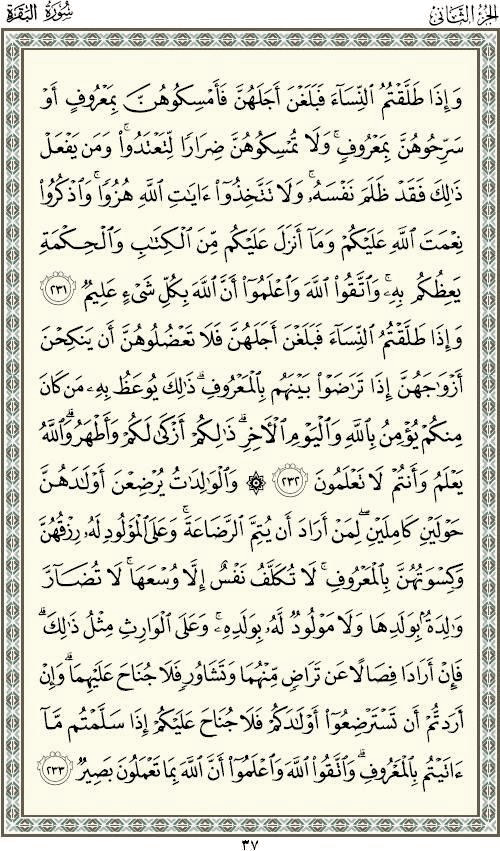 الجزء الثاني
سورة البقرة
وَإِذَا طَلَّقْتُمُ ٱلنِّسَآءَ فَبَلَغْنَ أَجَلَهُنَّ فَأَمْسِكُوهُنَّ بِمَعْرُوفٍ أَوْ
سَرِّحُوهُنَّ بِمَعْرُوفٍ ۚ وَلَا تُمْسِكُوهُنَّ ضِرَارًا لِّتَعْتَدُوا۟ ۚ وَمَن يَفْعَلْ
ذَٰلِكَ فَقَدْ ظَلَمَ نَفْسَهُۥ ۚ وَلَا تَتَّخِذُوٓا۟ ءَايَـٰتِ ٱللَّهِ هُزُوًا ۚ وَٱذْكُرُوا۟
نِعْمَتَ ٱللَّهِ عَلَيْكُمْ وَمَآ أَنزَلَ عَلَيْكُم مِّنَ ٱلْكِتَـٰبِ وَٱلْحِكْمَةِ
يَعِظُكُم بِهِۦ ۚ وَٱتَّقُوا۟ ٱللَّهَ وَٱعْلَمُوٓا۟ أَنَّ ٱللَّهَ بِكُلِّ شَىْءٍ عَلِيمٌ ٢٣١
وَإِذَا طَلَّقْتُمُ ٱلنِّسَآءَ فَبَلَغْنَ أَجَلَهُنَّ فَلَا تَعْضُلُوهُنَّ أَن يَنكِحْنَ
أَزْوَٰجَهُنَّ إِذَا تَرَٰضَوْا۟ بَيْنَهُم بِٱلْمَعْرُوفِ ۗ ذَٰلِكَ يُوعَظُ بِهِۦ مَن كَانَ
مِنكُمْ يُؤْمِنُ بِٱللَّهِ وَٱلْيَوْمِ ٱلْـَٔاخِرِ ۗ ذَٰلِكُمْ أَزْكَىٰ لَكُمْ وَأَطْهَرُ ۗ وَٱللَّهُ
يَعْلَمُ وَأَنتُمْ لَا تَعْلَمُونَ ٢٣٢ ۞ وَٱلْوَٰلِدَٰتُ يُرْضِعْنَ أَوْلَـٰدَهُنَّ
حَوْلَيْنِ كَامِلَيْنِ ۖ لِمَنْ أَرَادَ أَن يُتِمَّ ٱلرَّضَاعَةَ ۚ وَعَلَى ٱلْمَوْلُودِ لَهُۥ رِزْقُهُنَّ
وَكِسْوَتُهُنَّ بِٱلْمَعْرُوفِ ۚ لَا تُكَلَّفُ نَفْسٌ إِلَّا وُسْعَهَا ۚ لَا تُضَآرَّ
وَٰلِدَةٌۢ بِوَلَدِهَا وَلَا مَوْلُودٌ لَّهُۥ بِوَلَدِهِۦ ۚ وَعَلَى ٱلْوَارِثِ مِثْلُ ذَٰلِكَ ۗ
فَإِنْ أَرَادَا فِصَالًا عَن تَرَاضٍ مِّنْهُمَا وَتَشَاوُرٍ فَلَا جُنَاحَ عَلَيْهِمَا ۗ وَإِنْ
أَرَدتُّمْ أَن تَسْتَرْضِعُوٓا۟ أَوْلَـٰدَكُمْ فَلَا جُنَاحَ عَلَيْكُمْ إِذَا سَلَّمْتُم مَّآ
ءَاتَيْتُم بِٱلْمَعْرُوفِ ۗ وَٱتَّقُوا۟ ٱللَّهَ وَٱعْلَمُوٓا۟ أَنَّ ٱللَّهَ بِمَا تَعْمَلُونَ بَصِيرٌ ٢٣٣
٣٧